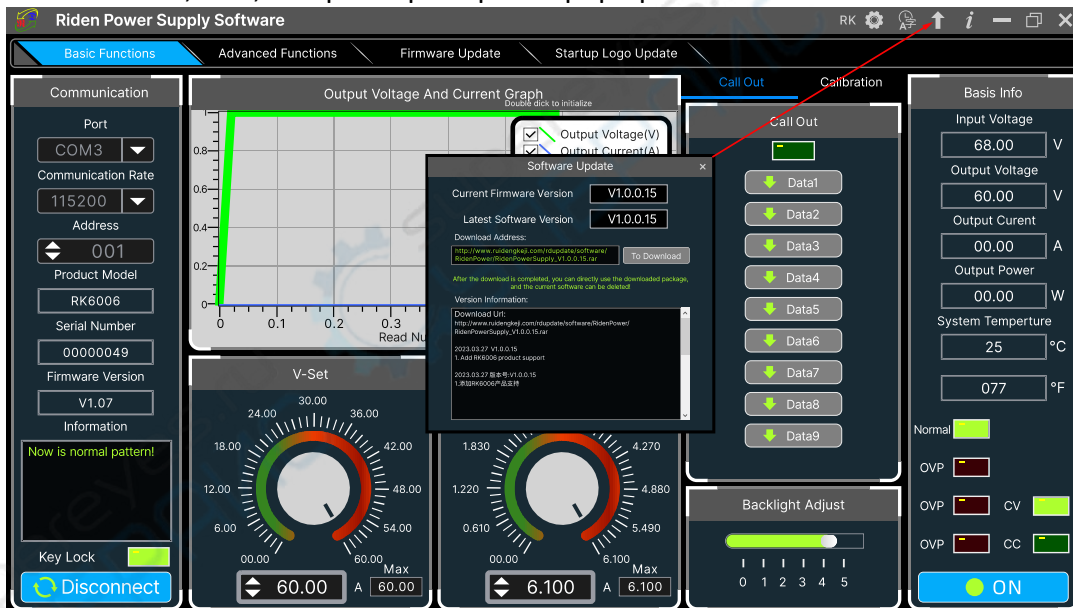 Riden Power Supply Software
RK
Basic Functions
Advanced Functions
Firmware Update
Startup Logo Update
Communication
Port
COM3
Communication Rate
115200
Address
001
Product Model
RK6006
Serial Number
00000049
Firmware Version
V1.07
Information
Now is normal pattern!
Key Lock
Disconnect
Output Voltage And Current Graph
Double dick to initialize
Output Voltage(V)
Output Current(A)
0.8
0.6
0.4
0.2
0
0 0.1 0.2 0.3
Read Nu
Software Update
Current Firmware Version V1.0.0.15
Latest Software Version V1.0.0.15
Download Address:
http://www.ruidengkeji.com/rdupdate/software/
RidenPower/RidenPowerSupply_V1.0.0.15.rar
To Download
After the download is completed, you can directly use the downloaded package,
and the current software can be deleted!
Version Information:
Download Url:
http://www.ruidengkeji.com/rdupdate/software/RidenPower/
RidenPowerSupply_V1.0.0.15.rar
2023.03.27 V1.0.0.15
1. Add RK6006 product support
2023.03.27 版本号:V1.0.0.15
1.添加RK6006产品支持
V-Set
00.00
6.00
12.00
18.00
24.00
30.00
36.00
42.00
48.00
54.00
60.00
Max
60.00 A 60.00
00.00
0.610
1.220
1.830
4.270
4.880
5.490
6.100
Max
6.100 A 6.100
Call Out
Calibration
Call Out
Data1
Data2
Data3
Data4
Data5
Data6
Data7
Data8
Data9
Backlight Adjust
0 1 2 3 4 5
Basis Info
Input Voltage
68.00 V
Output Voltage
60.00 V
Output Curent
00.00 A
Output Power
00.00 W
System Temperture
25 °C
077 °F
Normal
OVP
OVP CV
OVP CC
ON